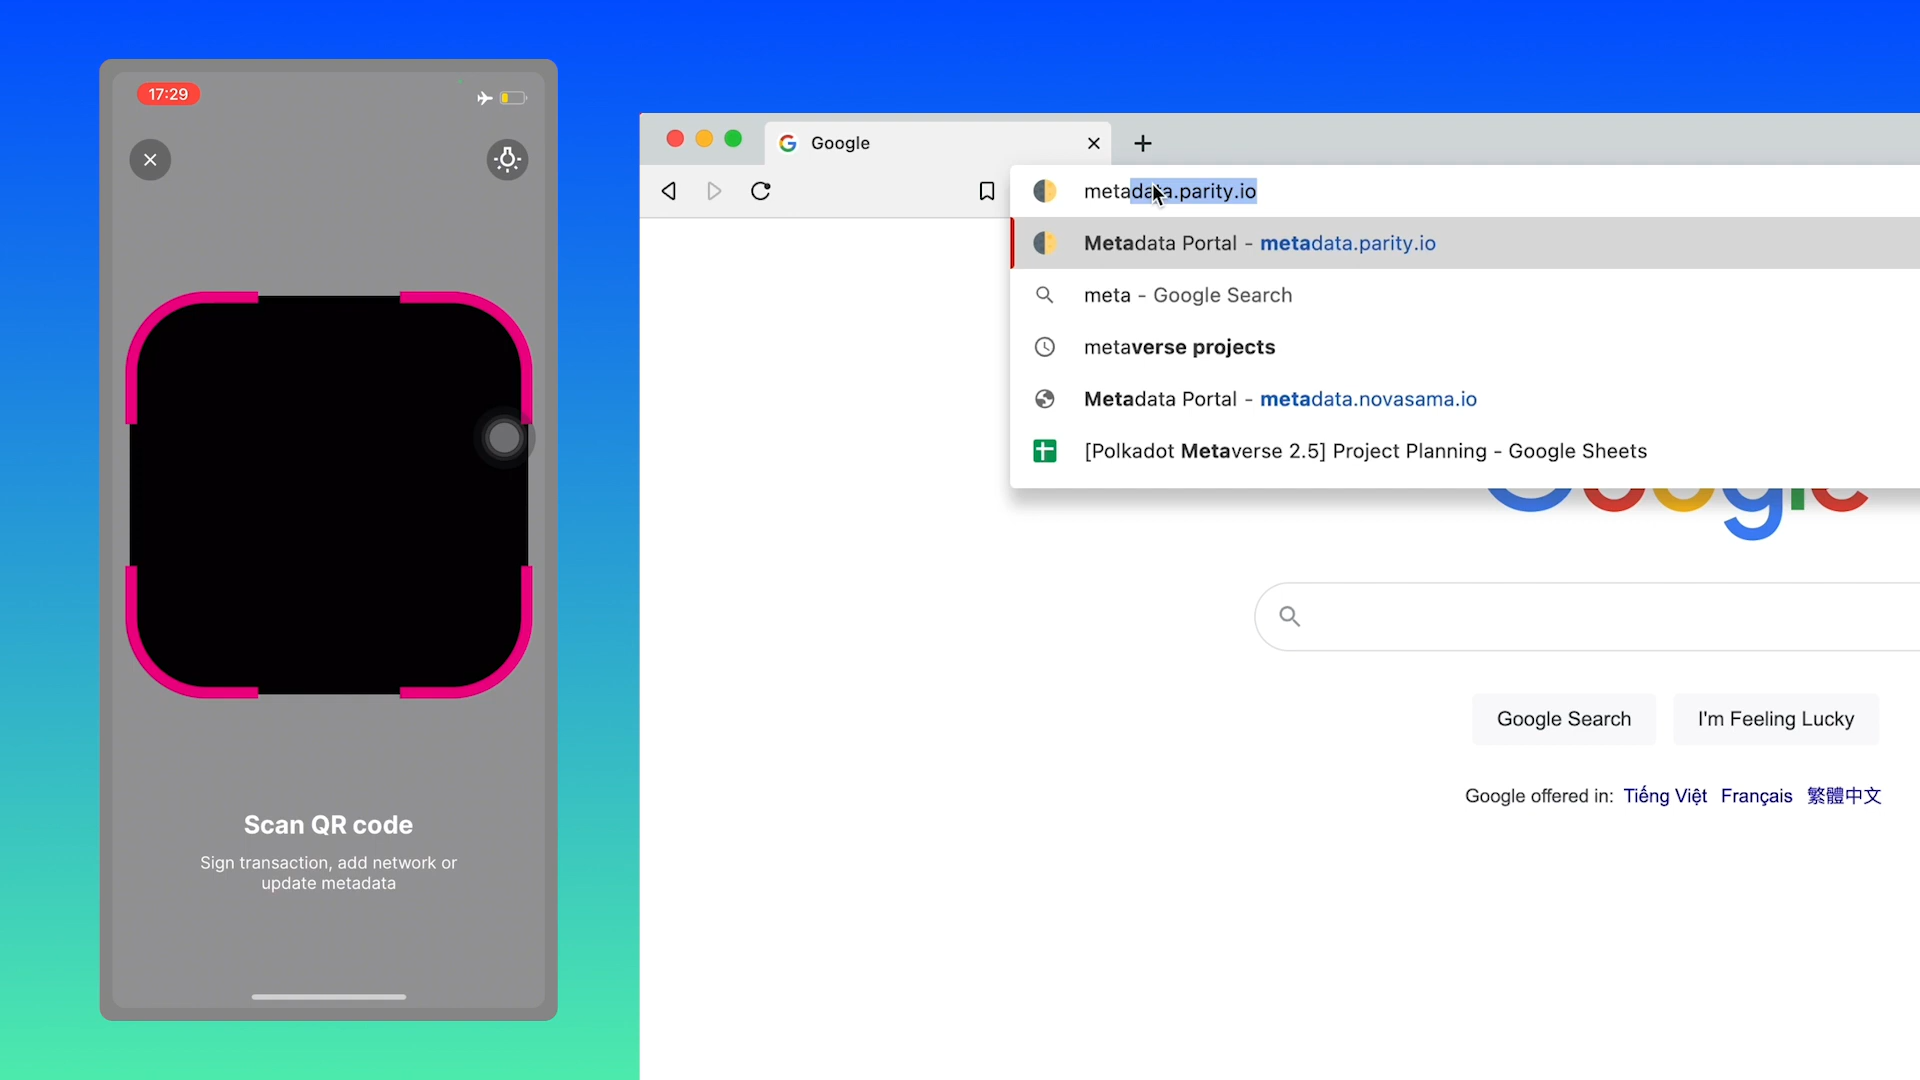 17:29
Scan QR code
Sign transaction, add network or
update metadata
Google
metadata.parity.io
Metadata Portal - metadata.parity.io
meta - Google Search
metaverse projects
Metadata Portal - metadata.novasama.io
[Polkadot Metaverse 2.5] Project Planning - Google Sheets
Google
Google Search
I'm Feeling Lucky
Google offered in: Tiếng Việt Français 繁體中文